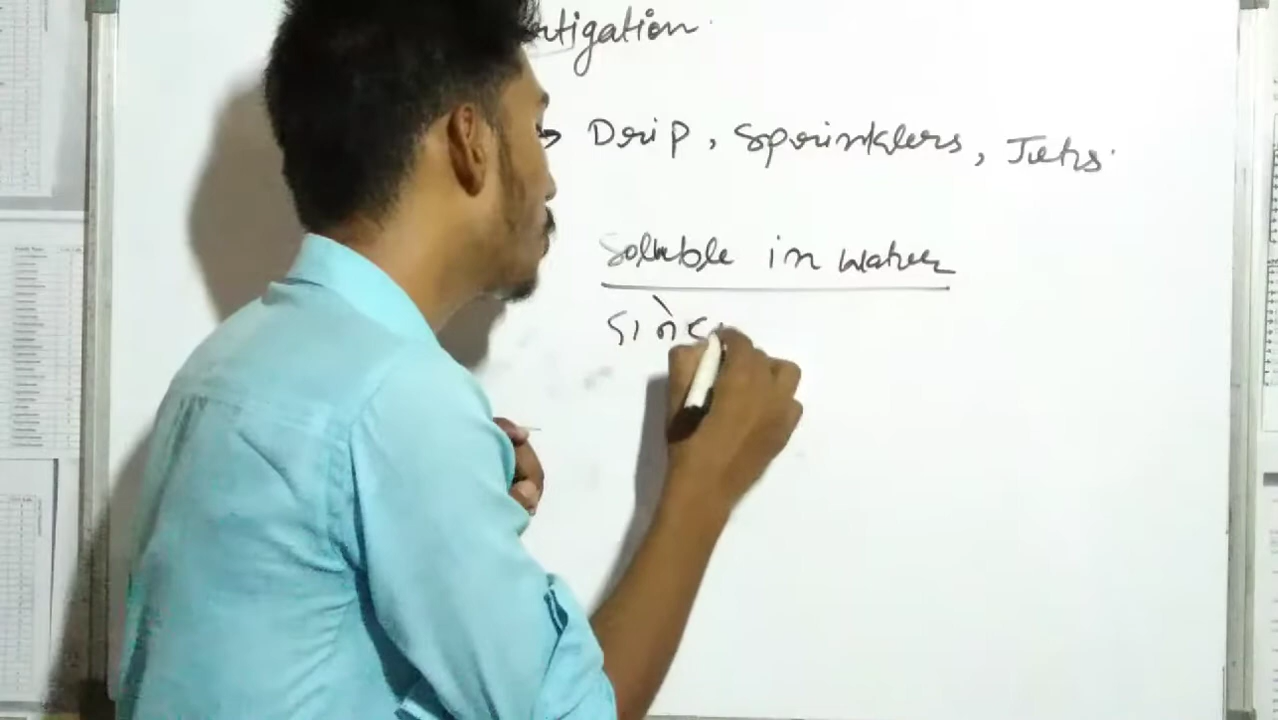 rtigation
→ Drip, Sprinklers, Jets.
Soluble in water